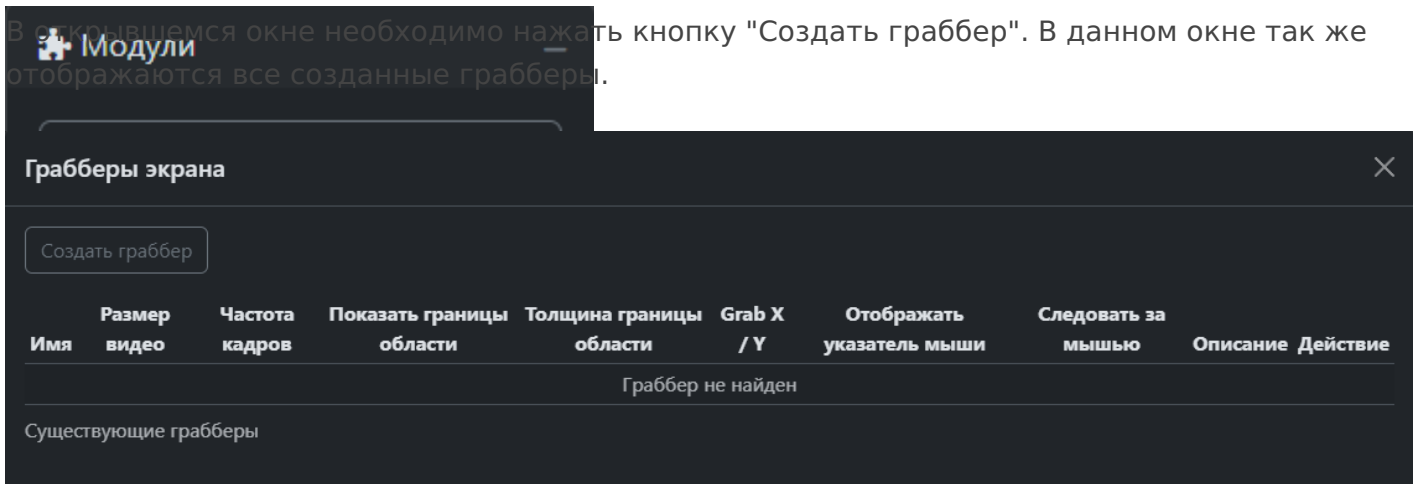 В открывшемся окне необходимо нажать кнопку "Создать граббер". В данном окне так же
Модули
отображаются все созданные грабберы.
Грабберы экрана
Создать граббер
Имя Размер видео Частота кадров Показать границы области Толщина границы области Grab X / Y Отображать указатель мыши Следовать за мышью Описание Действие
Граббер не найден
Существующие грабберы